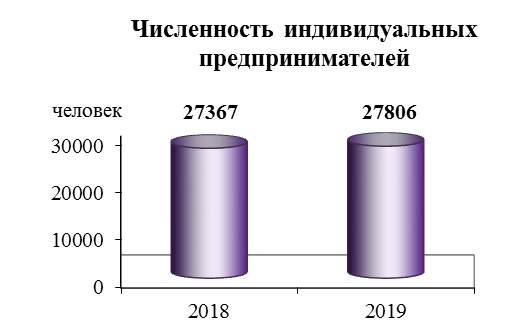 Численность индивидуальных
предпринимателей
человек
27367 27806
30000
20000
10000
0
2018 2019